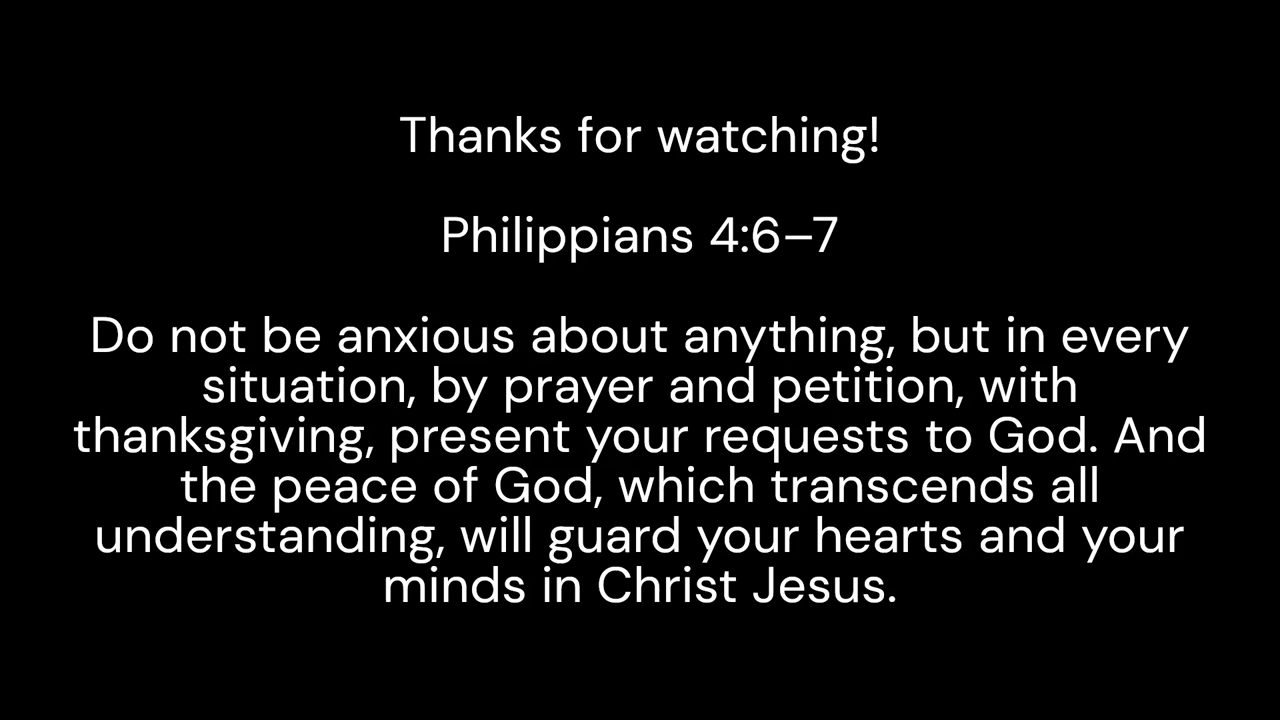 Thanks for watching!
Philippians 4:6–7
Do not be anxious about anything, but in every
situation, by prayer and petition, with
thanksgiving, present your requests to God. And
the peace of God, which transcends all
understanding, will guard your hearts and your
minds in Christ Jesus.